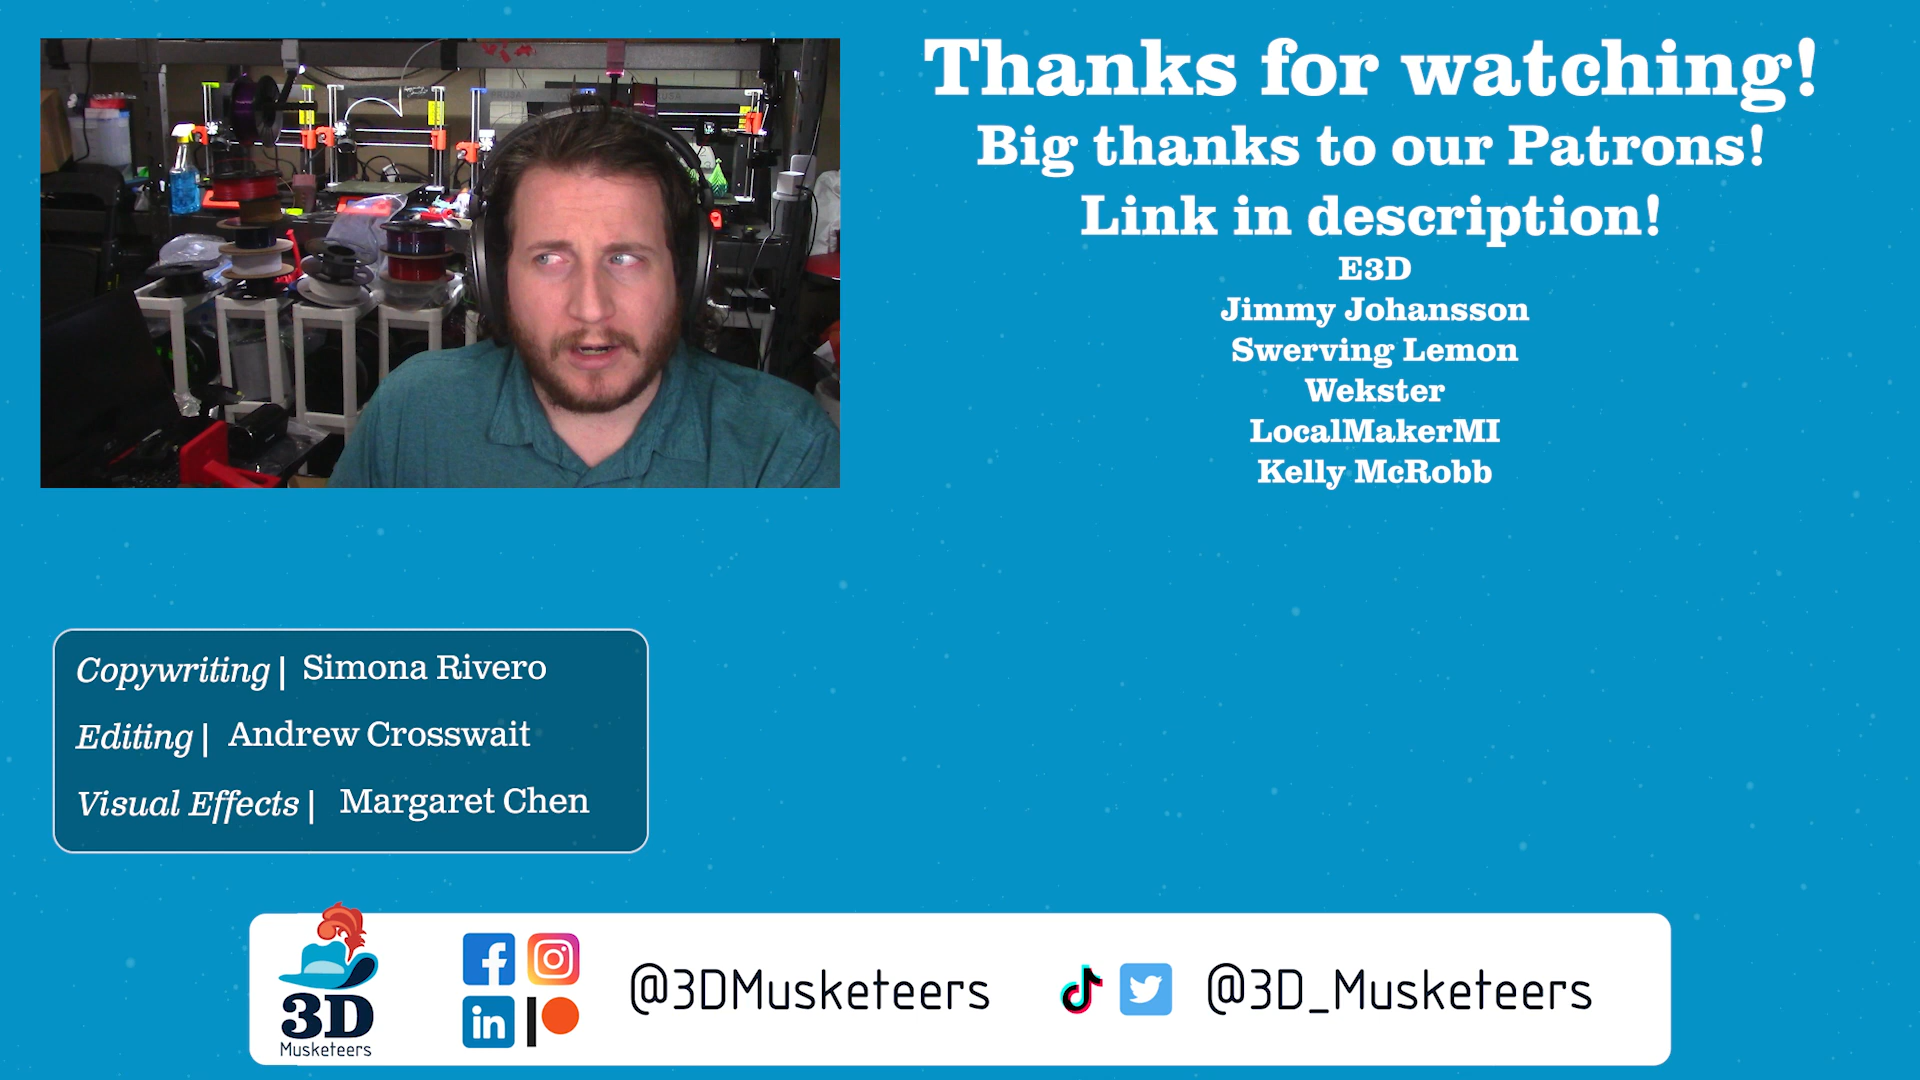 Thanks for watching!
Big thanks to our Patrons!
Link in description!
E3D
Jimmy Johansson
Swerving Lemon
Wekster
LocalMakerMI
Kelly McRobb
Copywriting | Simona Rivero
Editing | Andrew Crosswait
Visual Effects | Margaret Chen
3D
Musketeers
@3DMusketeers
@3D_Musketeers